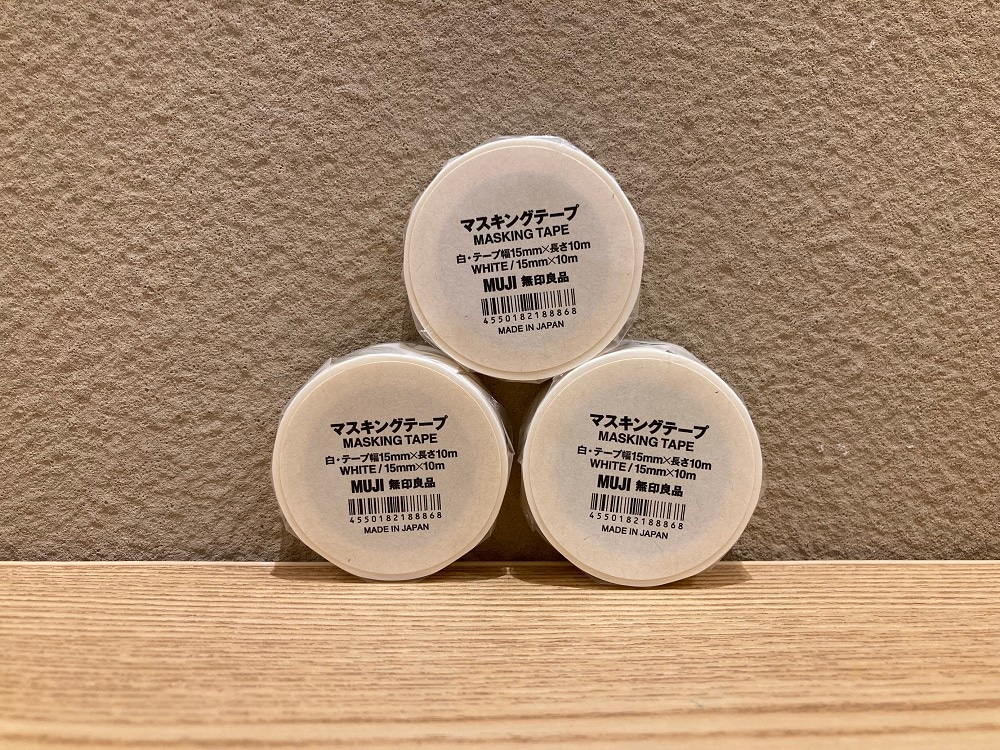 マスキングテープ
MASKING TAPE
白・テープ幅15mm×長さ10m
WHITE / 15mm×10m
MUJI 無印良品
4550182188868
MADE IN JAPAN
マスキングテープ
MASKING TAPE
白・テープ幅15mm×長さ10m
WHITE / 15mm×10m
MUJI 無印良品
4550182188868
MADE IN JAPAN
マスキングテープ
MASKING TAPE
白・テープ幅15mm×長さ10m
WHITE / 15mm×10m
MUJI 無印良品
4550182188868
MADE IN JAPAN